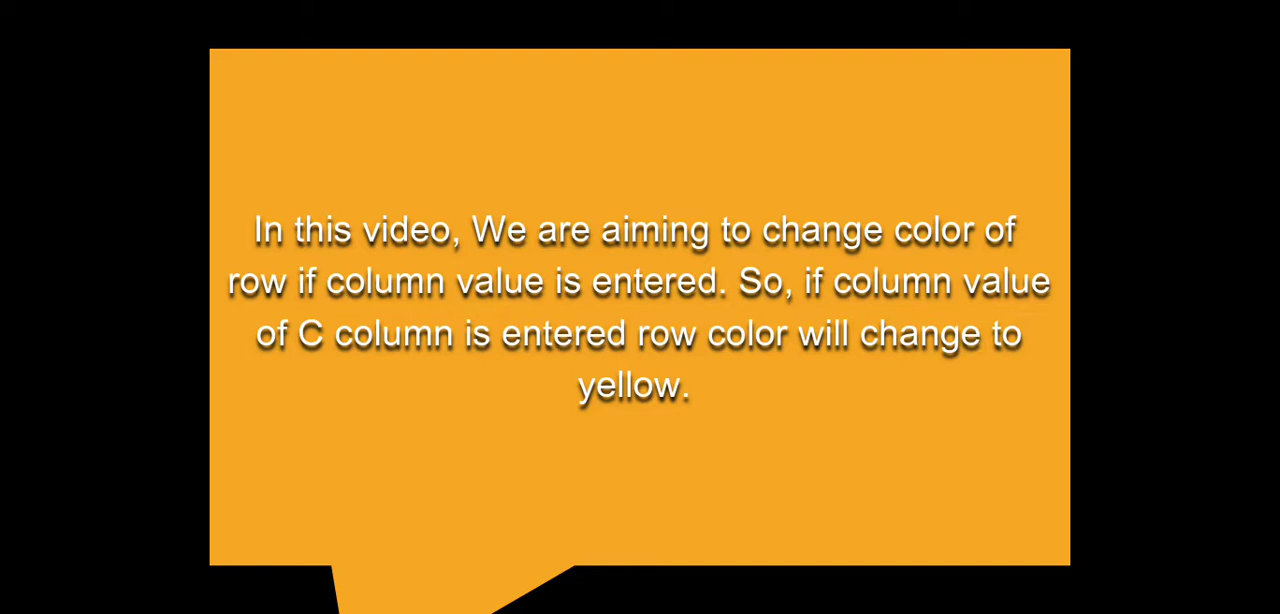 In this video, We are aiming to change color of
row if column value is entered. So, if column value
of C column is entered row color will change to
yellow.